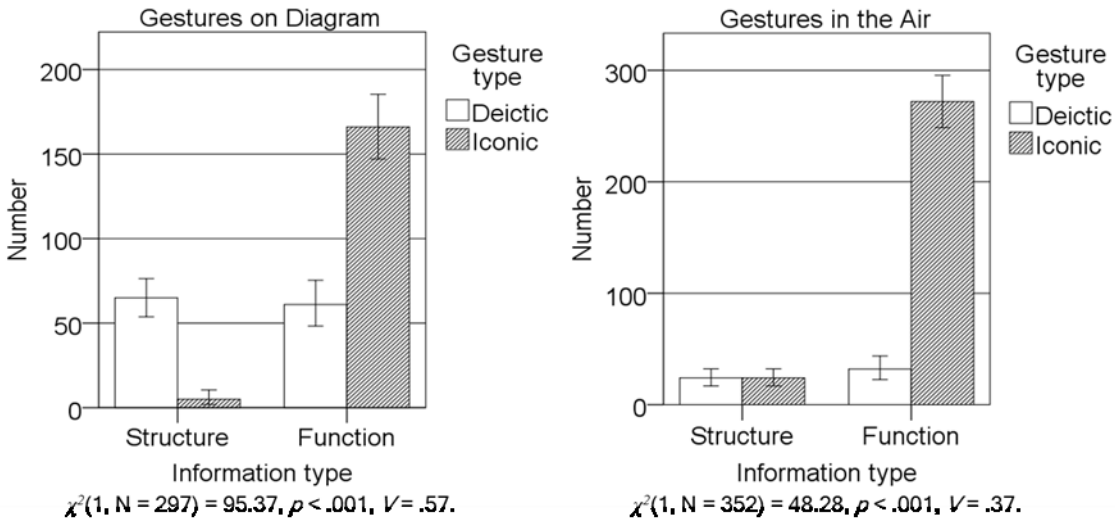 Gestures on Diagram
200
150
100
50
0
Number
Structure Function
Information type
Gesture
type
Deictic
Iconic
χ²(1, N = 297) = 95.37, p < .001, V = .57.
Gestures in the Air
300
200
100
0
Number
Structure Function
Information type
Gesture
type
Deictic
Iconic
χ²(1, N = 352) = 48.28, p < .001, V = .37.